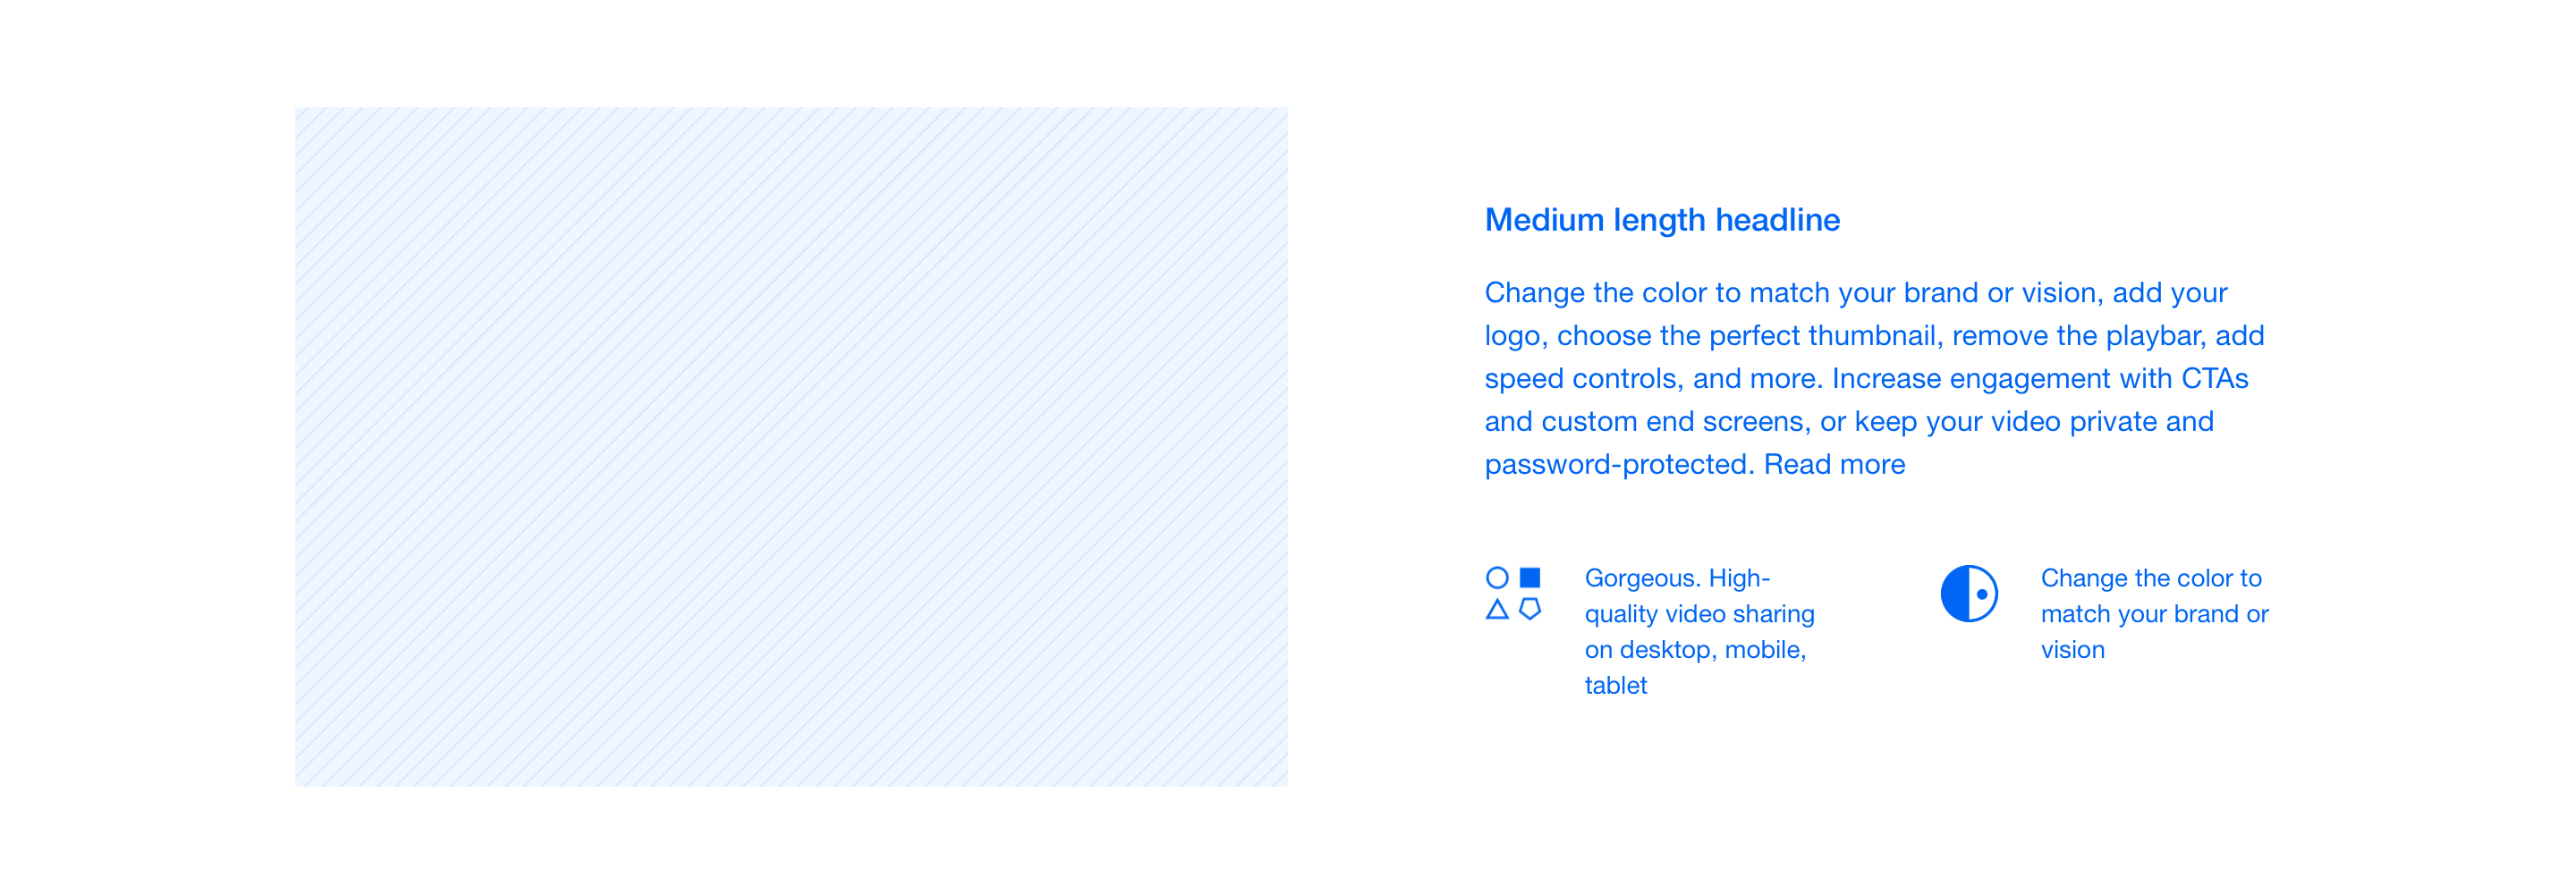 Medium length headline
Change the color to match your brand or vision, add your
logo, choose the perfect thumbnail, remove the playbar, add
speed controls, and more. Increase engagement with CTAs
and custom end screens, or keep your video private and
password-protected. Read more
Gorgeous. High-
quality video sharing
on desktop, mobile,
tablet
Change the color to
match your brand or
vision